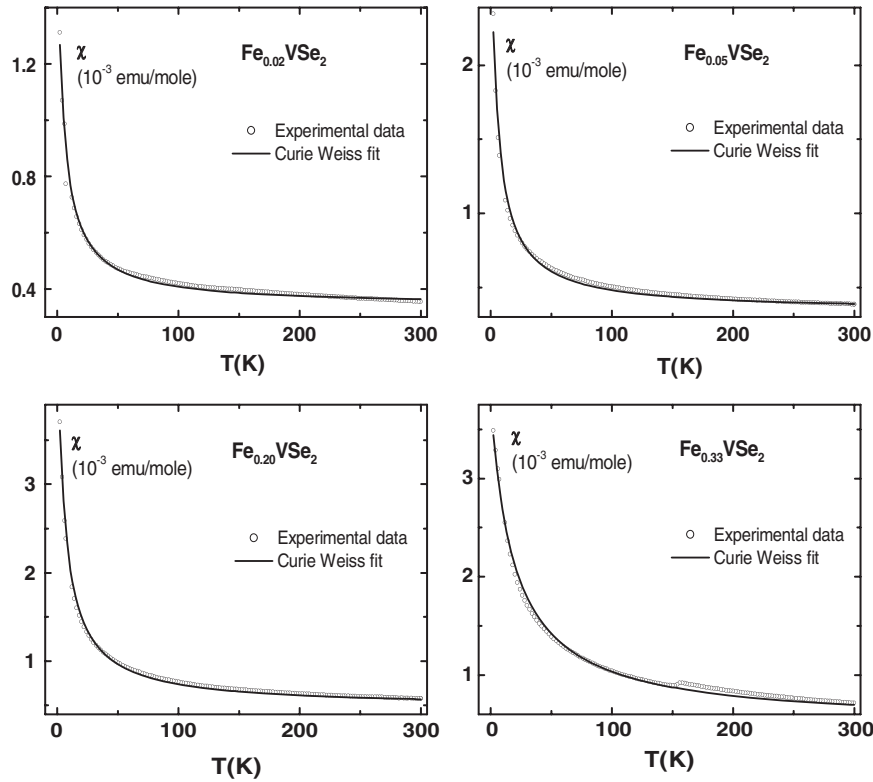 χ
(10⁻³ emu/mole)
Fe₀.₀₂VSe₂
Experimental data
Curie Weiss fit
1.2
0.8
0.4
0 100 200 300
T(K)
χ
(10⁻³ emu/mole)
Fe₀.₀₅VSe₂
Experimental data
Curie Weiss fit
2
1
0 100 200 300
T(K)
χ
(10⁻³ emu/mole)
Fe₀.₂₀VSe₂
Experimental data
Curie Weiss fit
3
2
1
0 100 200 300
T(K)
χ
(10⁻³ emu/mole)
Fe₀.₃₃VSe₂
Experimental data
Curie Weiss fit
3
2
1
0 100 200 300
T(K)